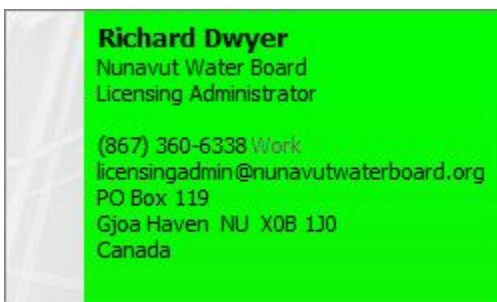 Richard Dwyer
Nunavut Water Board
Licensing Administrator
(867) 360-6338 Work
licensingadmin@nunavutwaterboard.org
PO Box 119
Gjoa Haven NU X0B 1J0
Canada